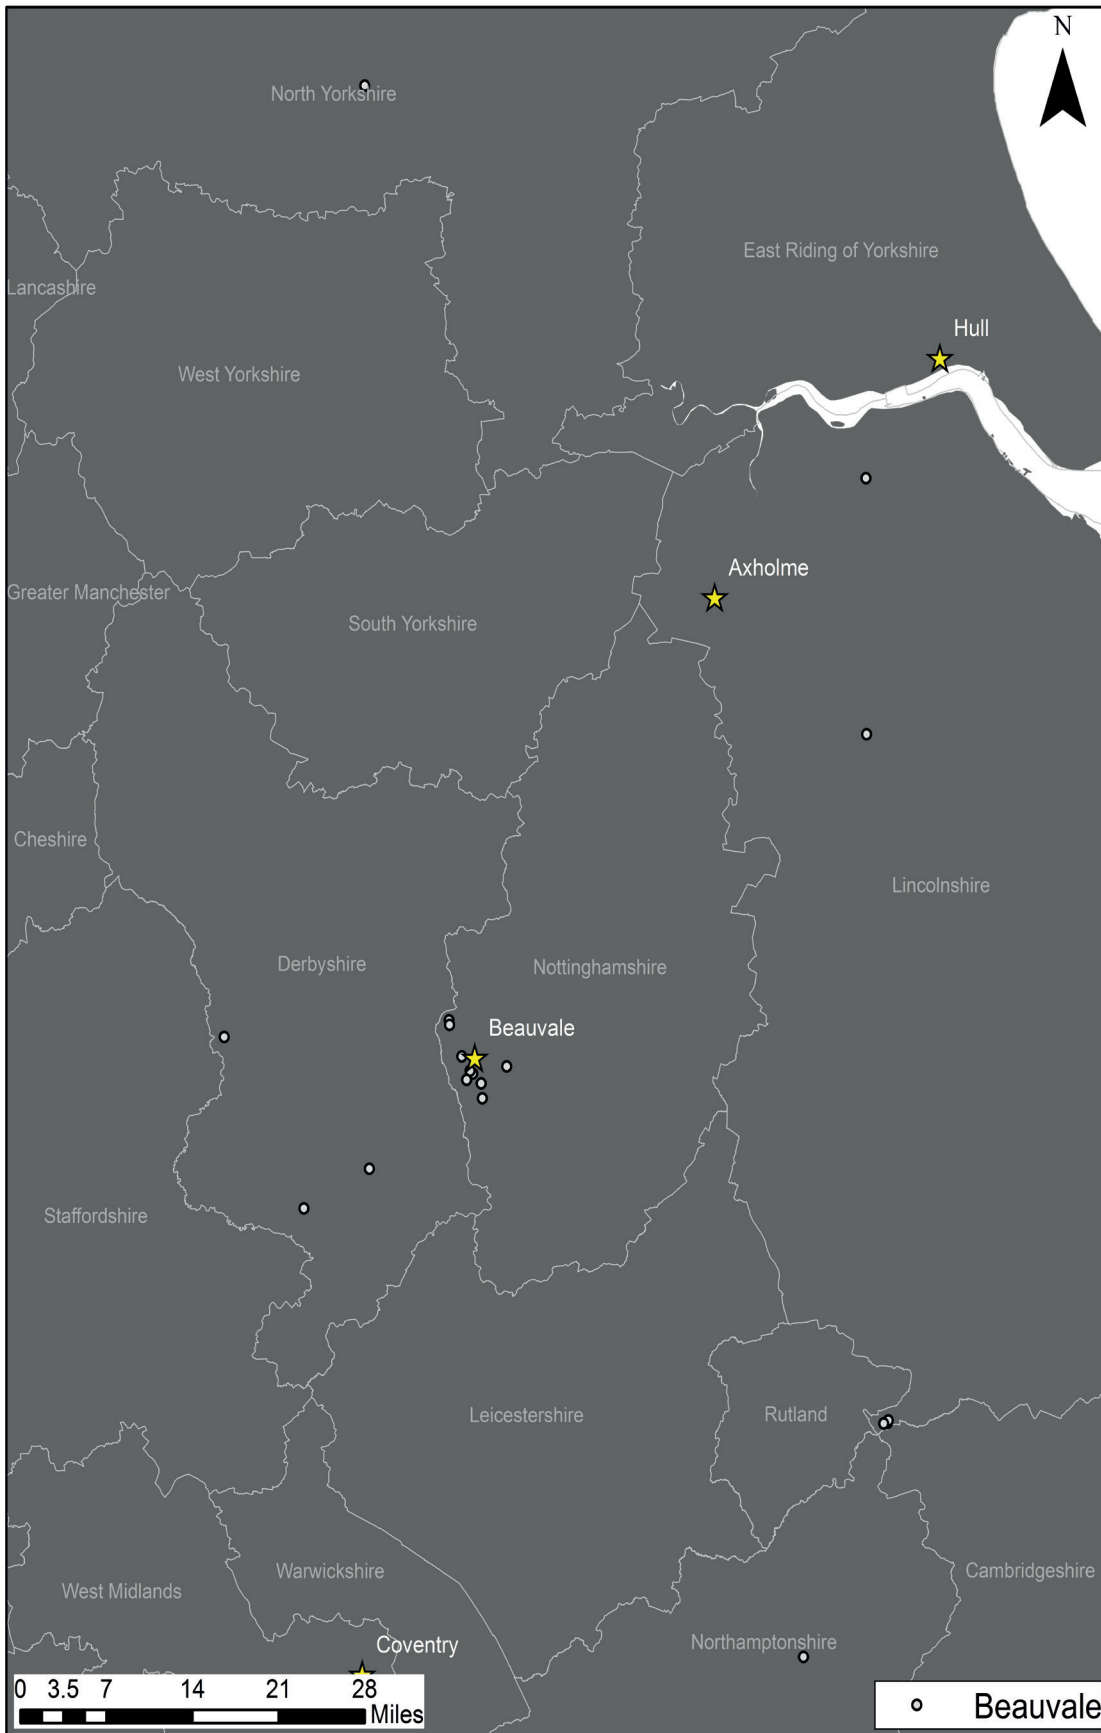 N
North Yorkshire
East Riding of Yorkshire
Lancashire
Hull
West Yorkshire
Axholme
Greater Manchester
South Yorkshire
Cheshire
Lincolnshire
Derbyshire
Nottinghamshire
Beauvale
Staffordshire
Leicestershire
Rutland
Warwickshire
Cambridgeshire
West Midlands
Northamptonshire
Coventry
0 3.5 7 14 21 28
Miles
Beauvale